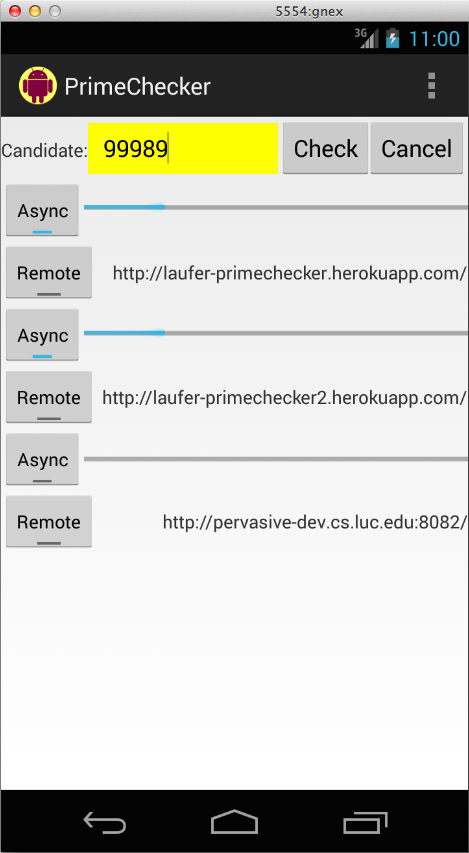 5554:gnex
3G 11:00
PrimeChecker
Candidate: 99989 Check Cancel
Async
Remote http://laufer-primechecker.herokuapp.com/
Async
Remote http://laufer-primechecker2.herokuapp.com/
Async
Remote http://pervasive-dev.cs.luc.edu:8082/